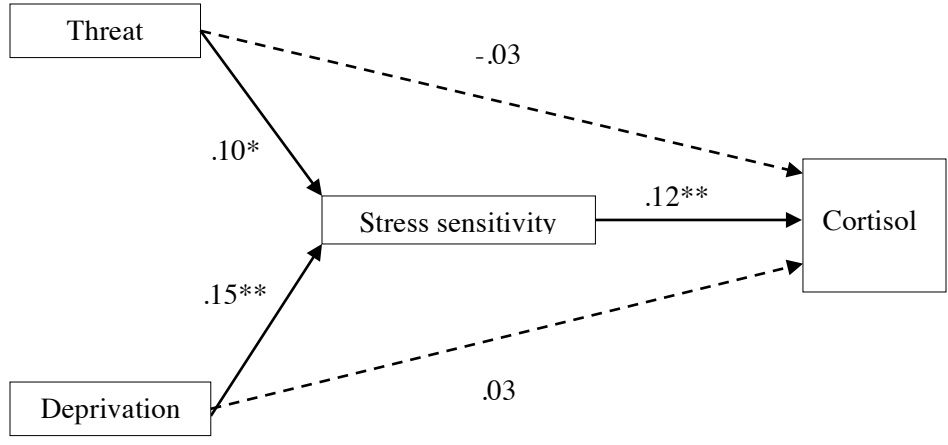 Threat
-.03
.10*
.12**
Stress sensitivity
Cortisol
.15**
.03
Deprivation